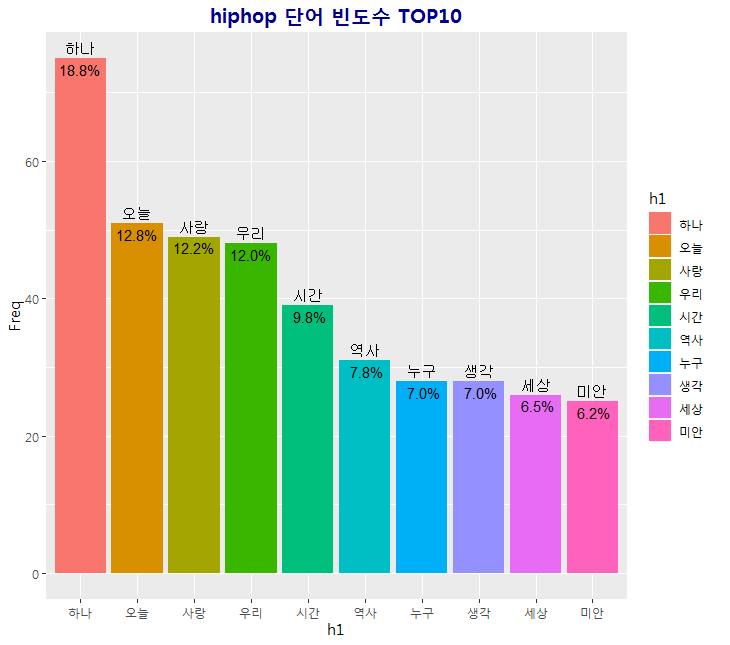 hiphop 단어 빈도수 TOP10
하나
18.8%
오늘
12.8%
사랑
12.2%
우리
12.0%
시간
9.8%
역사
7.8%
누구
7.0%
생각
7.0%
세상
6.5%
미안
6.2%
Freq
60
40
20
0
하나 오늘 사랑 우리 시간 역사 누구 생각 세상 미안
h1
h1
하나
오늘
사랑
우리
시간
역사
누구
생각
세상
미안